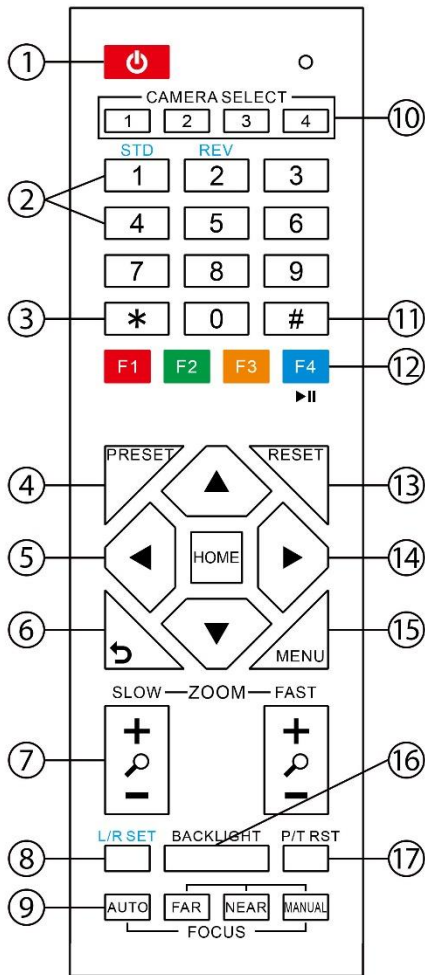 ①
CAMERA SELECT
1 2 3 4 ⑩
STD REV
② 1 2 3
4 5 6
7 8 9
③ * 0 # ⑪
F1 F2 F3 F4 ⑫
④ PRESET RESET ⑬
⑤ HOME ⑭
⑥ MENU ⑮
SLOW ZOOM FAST
+ +
⑦
− −
⑯
L/R SET BACKLIGHT P/T RST
⑧ ⑰
⑨ AUTO FAR NEAR MANUAL
FOCUS